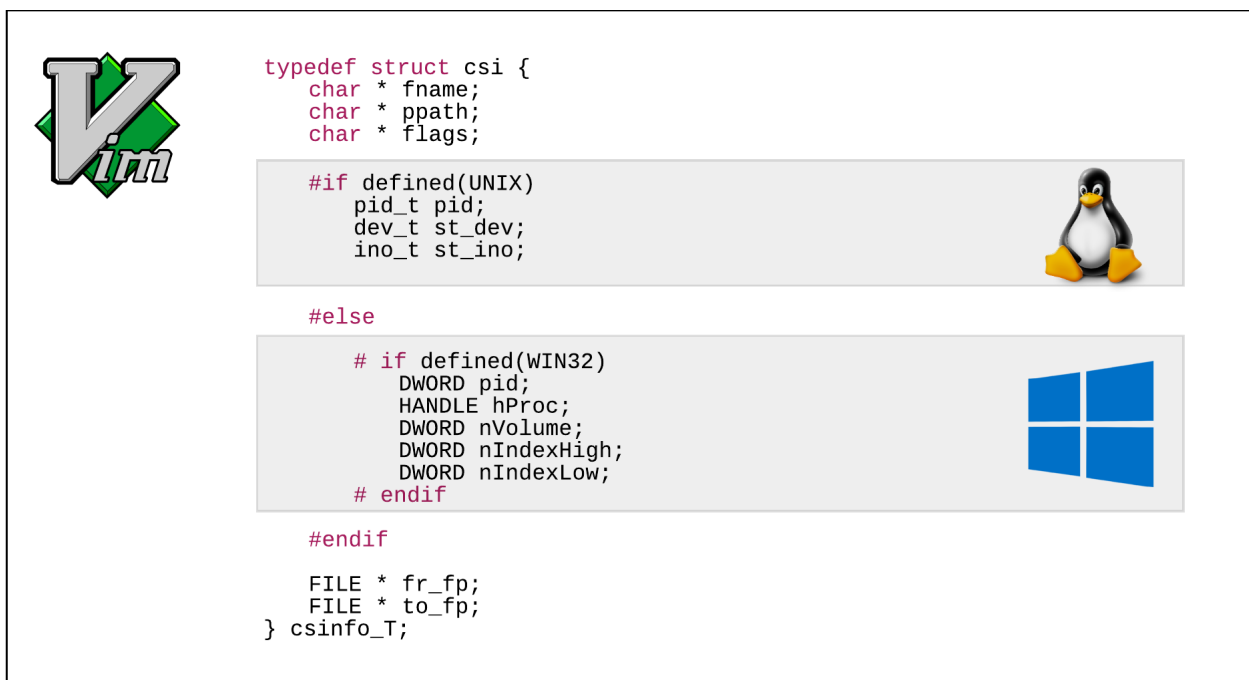 Vim
typedef struct csi {
char * fname;
char * ppath;
char * flags;
#if defined(UNIX)
pid_t pid;
dev_t st_dev;
ino_t st_ino;
#else
# if defined(WIN32)
DWORD pid;
HANDLE hProc;
DWORD nVolume;
DWORD nIndexHigh;
DWORD nIndexLow;
# endif
#endif
FILE * fr_fp;
FILE * to_fp;
} csinfo_T;